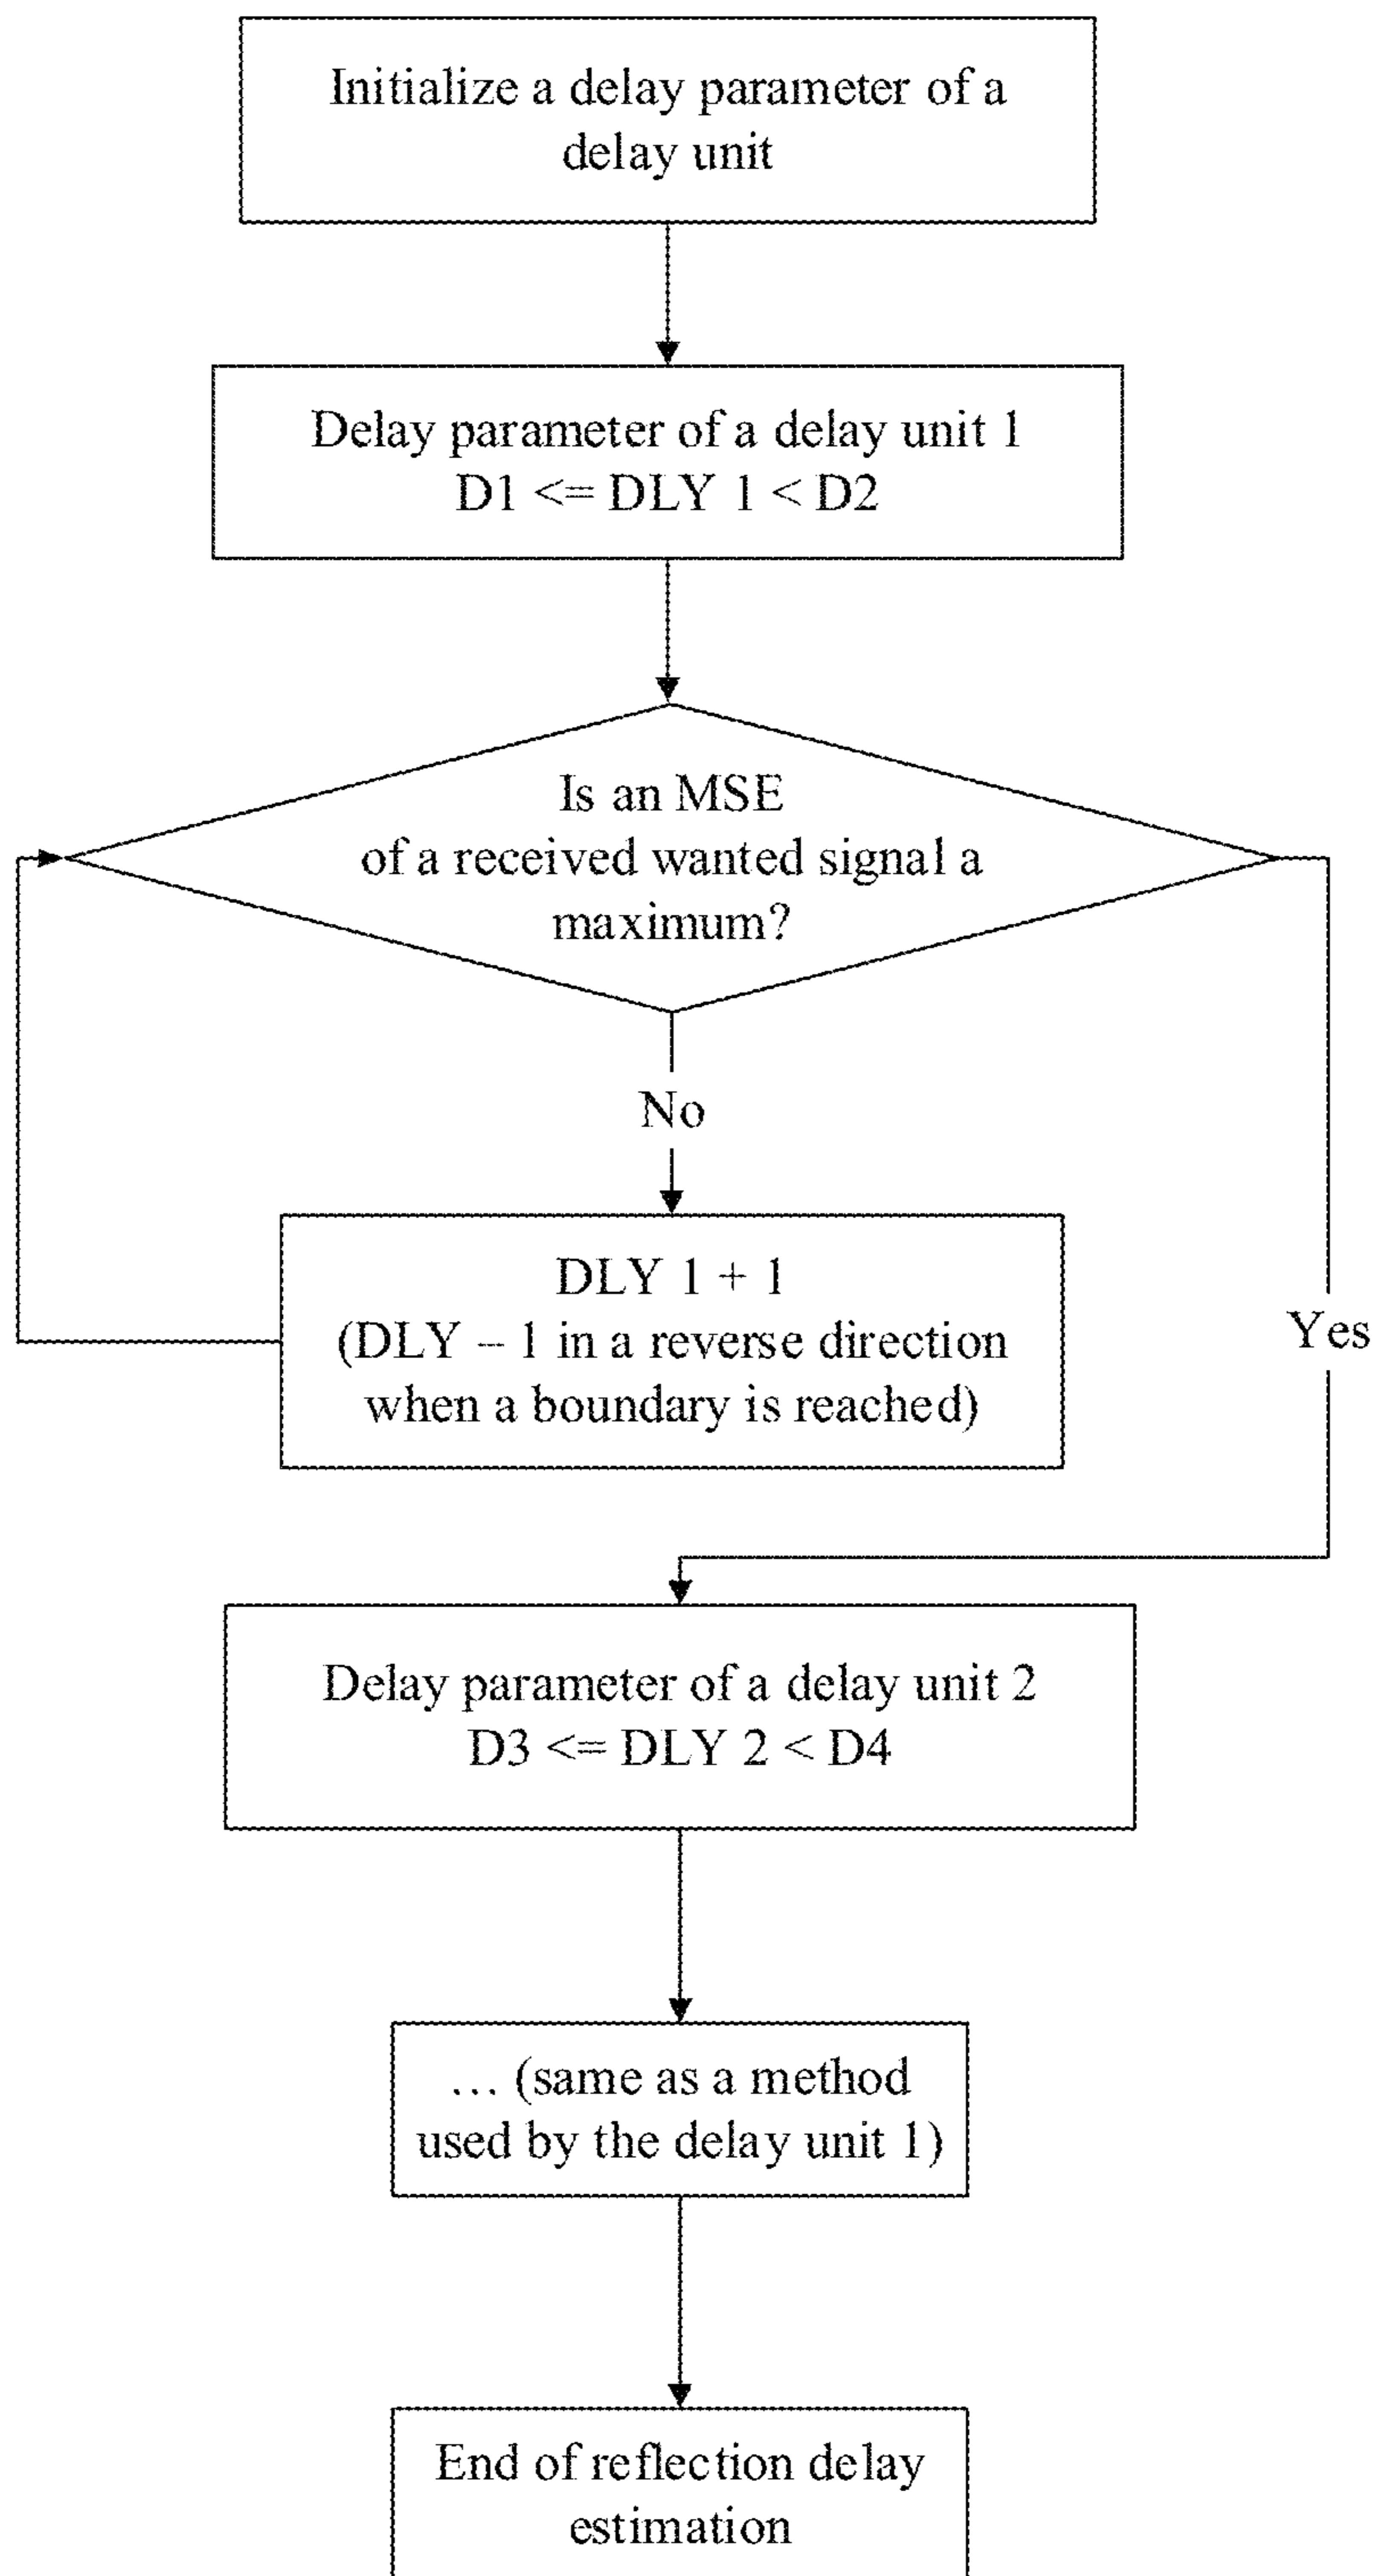 Initialize a delay parameter of a
delay unit
Delay parameter of a delay unit 1
D1 <= DLY 1 < D2
Is an MSE
of a received wanted signal a
maximum?
No
DLY 1 + 1
(DLY – 1 in a reverse direction
when a boundary is reached)
Yes
Delay parameter of a delay unit 2
D3 <= DLY 2 < D4
… (same as a method
used by the delay unit 1)
End of reflection delay
estimation